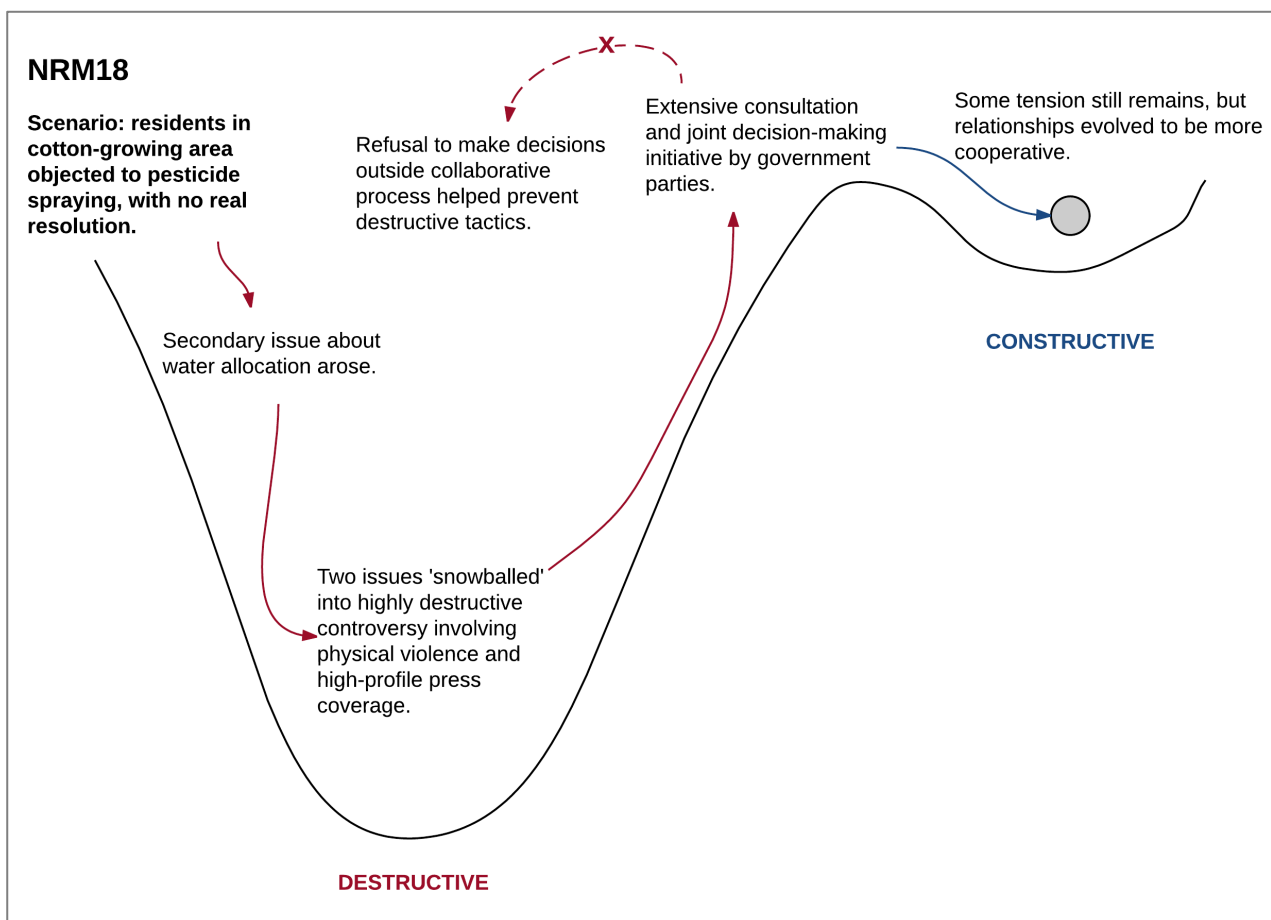 NRM18
Scenario: residents in
cotton-growing area
objected to pesticide
spraying, with no real
resolution.
Secondary issue about
water allocation arose.
Two issues 'snowballed'
into highly destructive
controversy involving
physical violence and
high-profile press
coverage.
x
Refusal to make decisions
outside collaborative
process helped prevent
destructive tactics.
Extensive consultation
and joint decision-making
initiative by government
parties.
Some tension still remains, but
relationships evolved to be more
cooperative.
CONSTRUCTIVE
DESTRUCTIVE